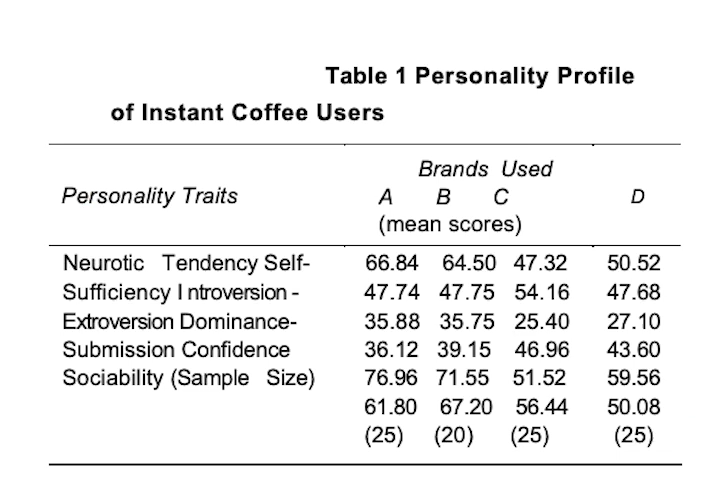 Table 1 Personality Profile
of Instant Coffee Users
Brands Used
Personality Traits A B C D
(mean scores)
Neurotic Tendency Self- 66.84 64.50 47.32 50.52
Sufficiency I ntroversion - 47.74 47.75 54.16 47.68
Extroversion Dominance- 35.88 35.75 25.40 27.10
Submission Confidence 36.12 39.15 46.96 43.60
Sociability (Sample Size) 76.96 71.55 51.52 59.56
61.80 67.20 56.44 50.08
(25) (20) (25) (25)